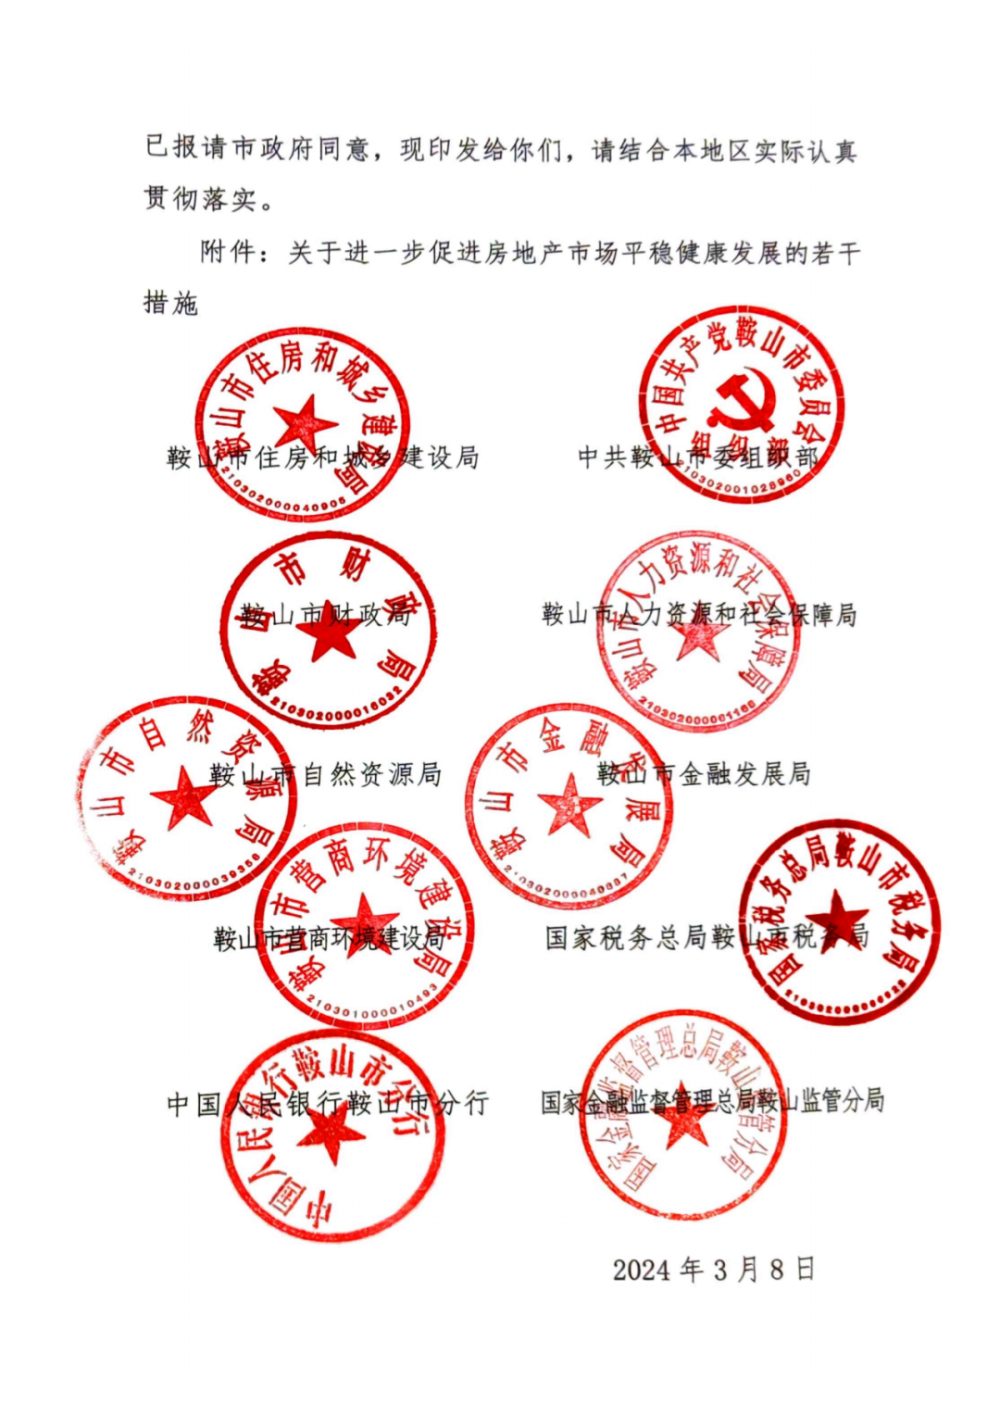 已报请市政府同意，现印发给你们，请结合本地区实际认真
贯彻落实。
附件：关于进一步促进房地产市场平稳健康发展的若干
措施
鞍山市住房和城乡建设局
中共鞍山市委组织部
鞍山市住房和城乡建设局
210302000040905
中国共产党鞍山市委员会
组织部
鞍山市财政局
鞍山市人力资源和社会保障局
鞍山市财政局
210302000016032
鞍山市人力资源和社会保障局
2103020000001168
鞍山市自然资源局
鞍山市金融发展局
鞍山市自然资源局
2103020000039358
鞍山市金融发展局
鞍山市营商环境建设局
国家税务总局鞍山市税务局
鞍山市营商环境建设局
2103010000010493
国家税务总局鞍山市税务局
中国人民银行鞍山市分行
国家金融监督管理总局鞍山监管分局
中国人民银行鞍山市分行
国家金融监督管理总局鞍山监管分局
2024年3月8日